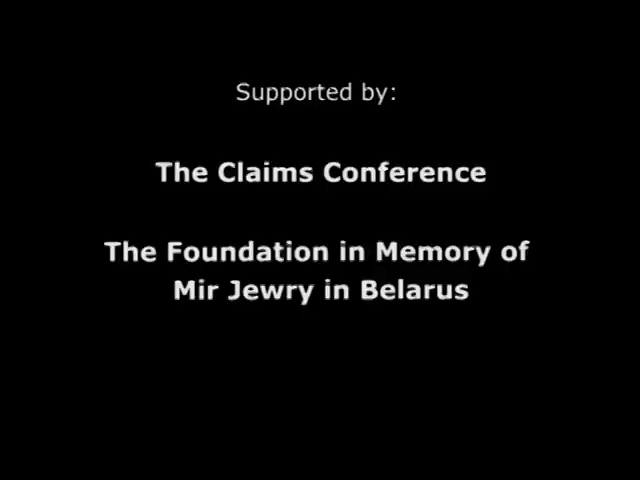 Supported by:
The Claims Conference
The Foundation in Memory of
Mir Jewry in Belarus